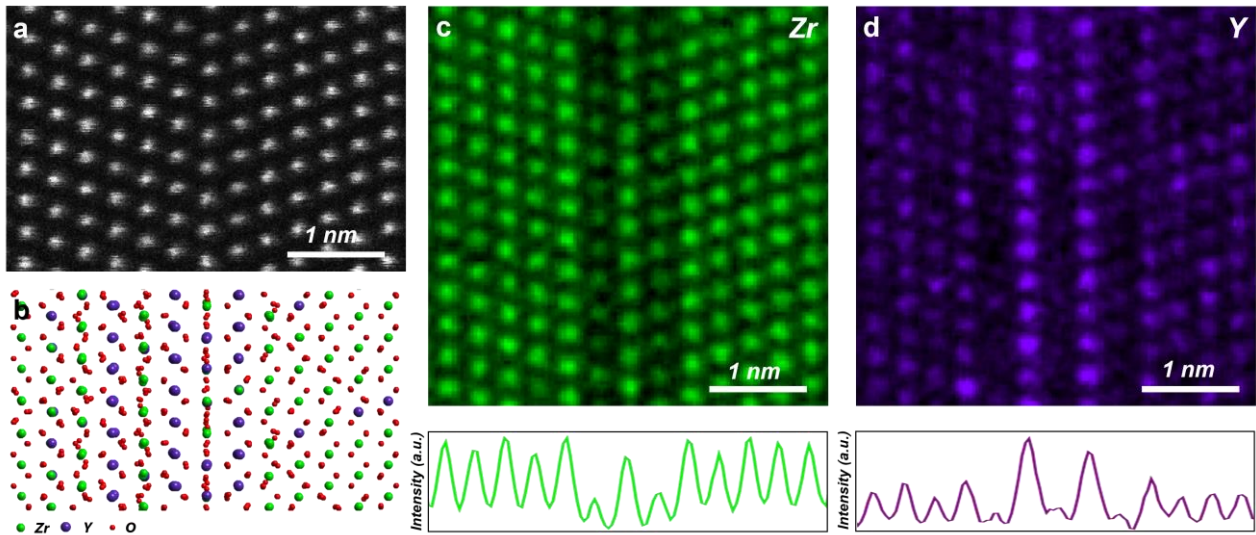 a
1 nm
b
Zr Y O
c Zr
1 nm
Intensity (a.u.)
d Y
1 nm
Intensity (a.u.)